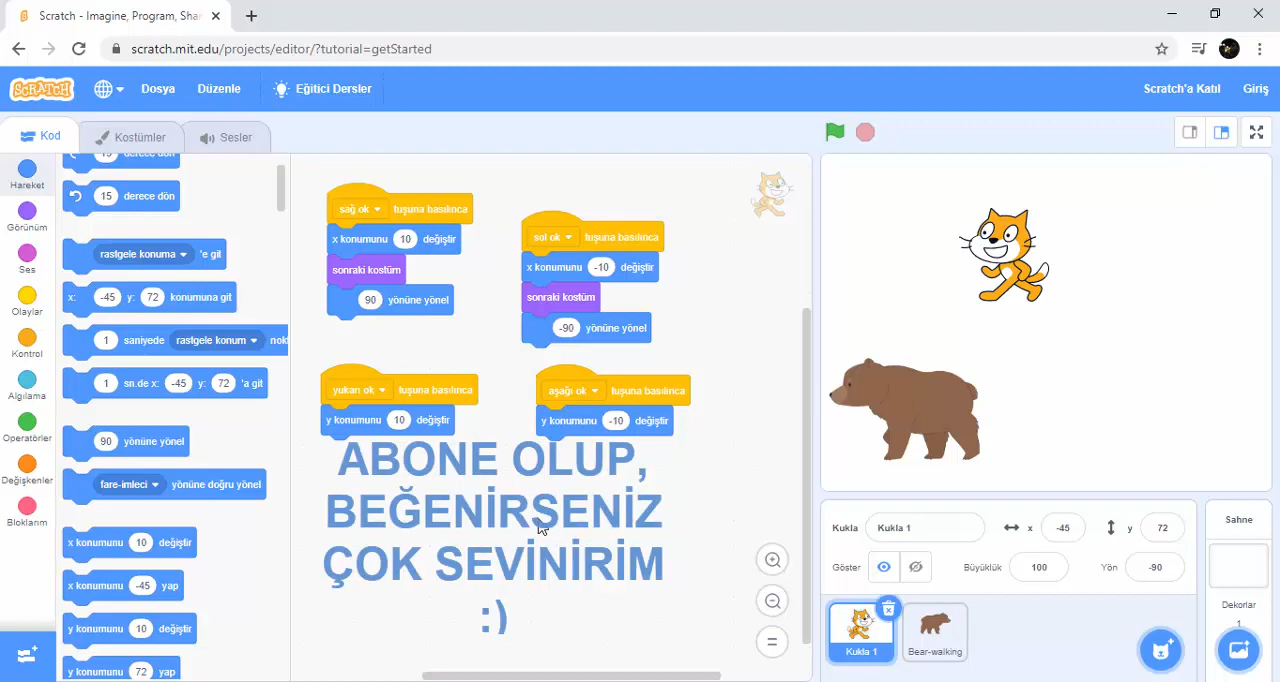 Scratch - Imagine, Program, Sha
scratch.mit.edu/projects/editor/?tutorial=getStarted
SCRATCH
Dosya
Düzenle
Eğitici Dersler
Scratch'a Katıl
Giriş
Kod
Kostümler
Sesler
Hareket
Görünüm
Ses
Olaylar
Kontrol
Algılama
Operatörler
Değişkenler
Bloklarım
15 derece dön
15 derece dön
rastgele konuma 'e git
x: -45 y: 72 konumuna git
1 saniyede rastgele konum nok
1 sn.de x: -45 y: 72 'a git
90 yönüne yönel
fare-imleci yönüne doğru yönel
x konumunu 10 değiştir
x konumunu -45 yap
y konumunu 10 değiştir
y konumunu 72 yap
sağ ok tuşuna basılınca
x konumunu 10 değiştir
sonraki kostüm
90 yönüne yönel
sol ok tuşuna basılınca
x konumunu -10 değiştir
sonraki kostüm
-90 yönüne yönel
yukarı ok tuşuna basılınca
y konumunu 10 değiştir
aşağı ok tuşuna basılınca
y konumunu -10 değiştir
ABONE OLUP,
BEĞENİRSENİZ
ÇOK SEVİNİRİM
:)
Kukla Kukla 1 x -45 y 72
Göster Büyüklük 100 Yön -90
Kukla 1
Bear-walking
Sahne
Dekorlar
1